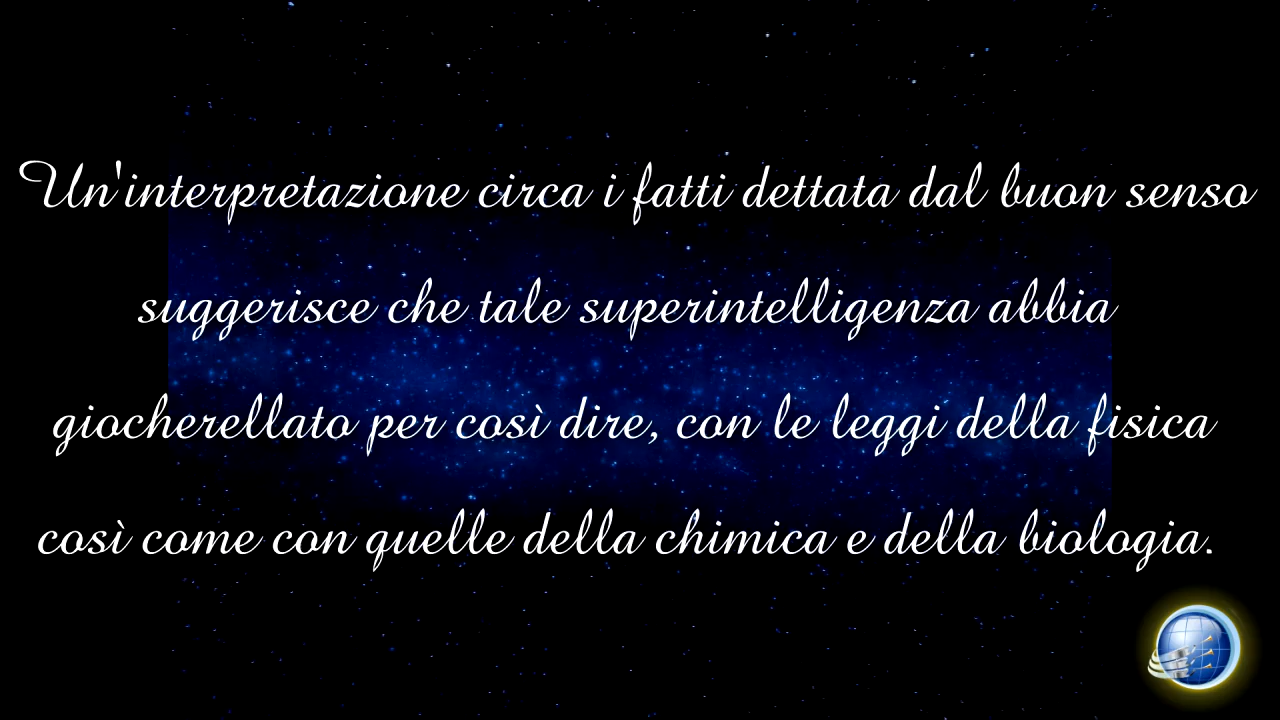 Un'interpretazione circa i fatti dettata dal buon senso
suggerisce che tale superintelligenza abbia
giocherellato per così dire, con le leggi della fisica
così come con quelle della chimica e della biologia.